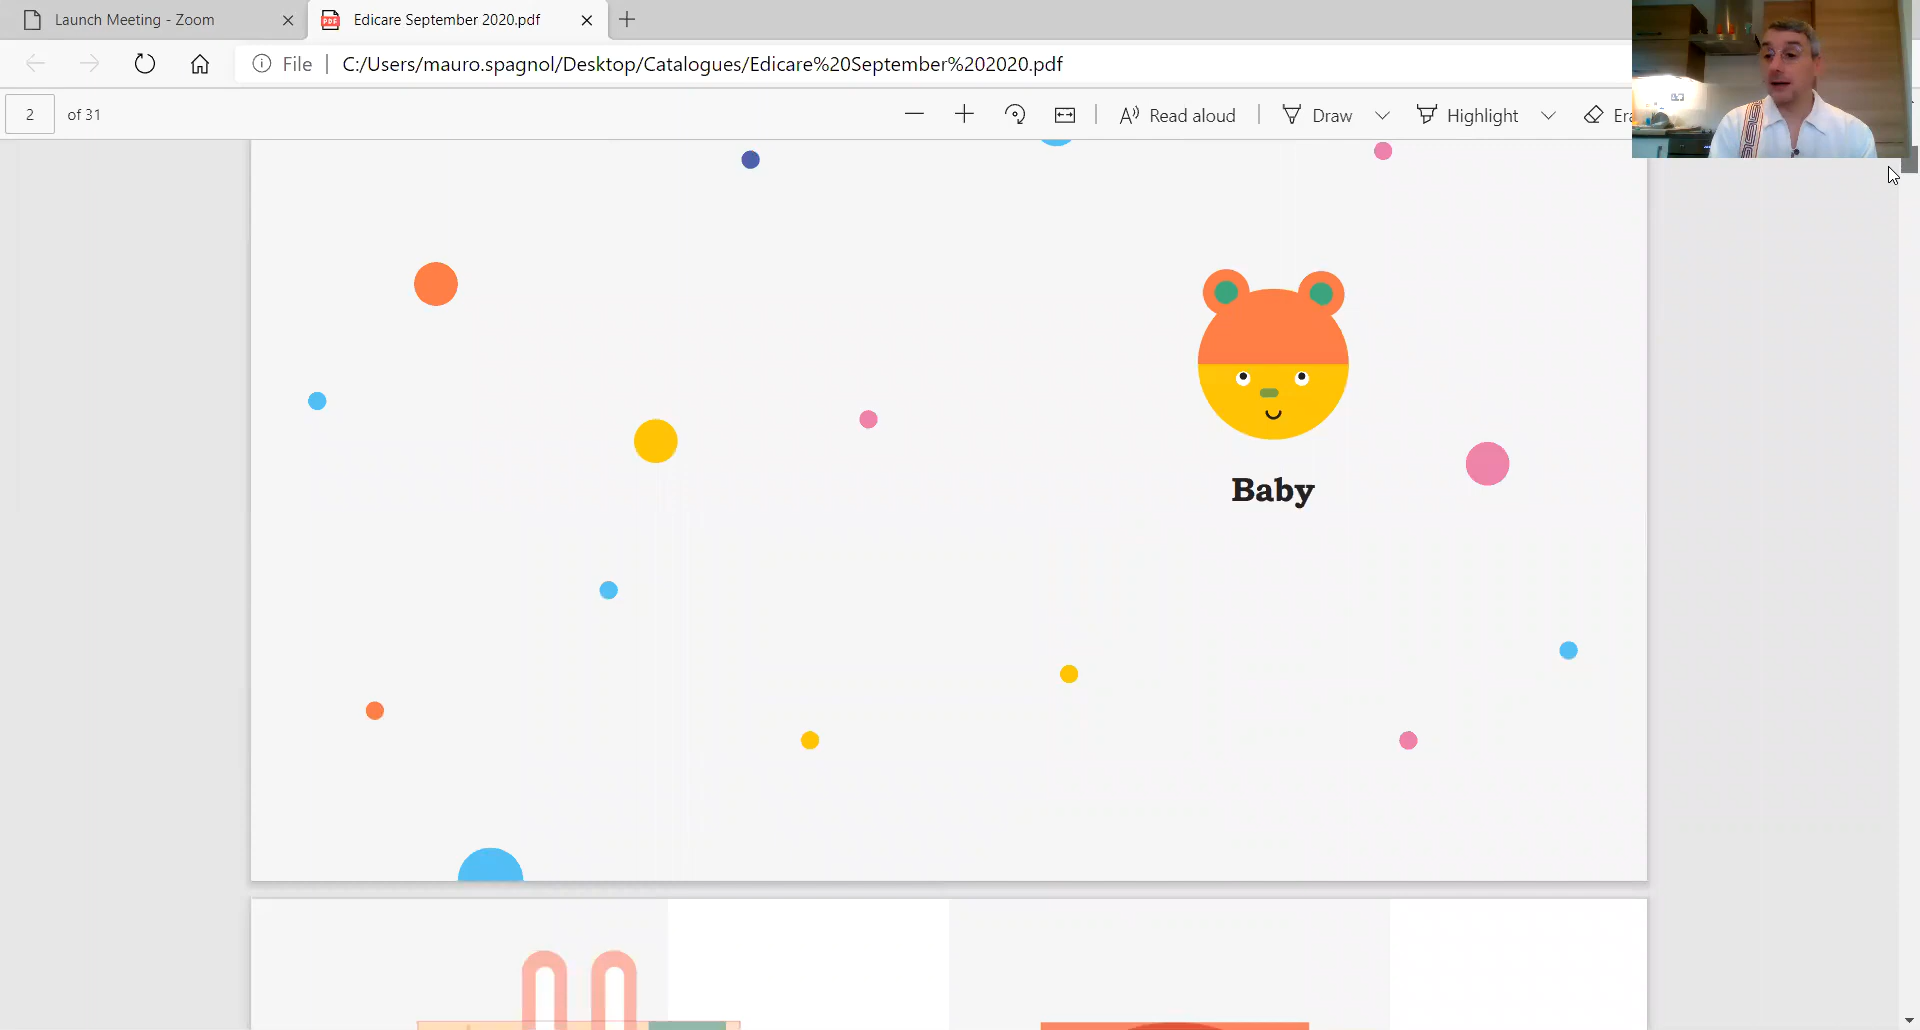 Launch Meeting - Zoom
Edicare September 2020.pdf
File
C:/Users/mauro.spagnol/Desktop/Catalogues/Edicare%20September%202020.pdf
2 of 31
Read aloud
Draw
Highlight
Era
Baby